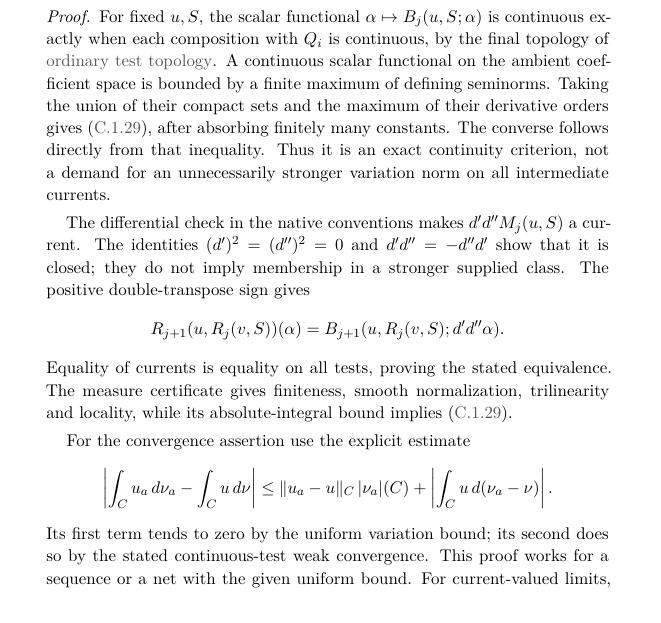 Proof. For fixed u, S, the scalar functional α ↦ B_j(u, S; α) is continuous ex-
actly when each composition with Q_i is continuous, by the final topology of
ordinary test topology. A continuous scalar functional on the ambient coef-
ficient space is bounded by a finite maximum of defining seminorms. Taking
the union of their compact sets and the maximum of their derivative orders
gives (C.1.29), after absorbing finitely many constants. The converse follows
directly from that inequality. Thus it is an exact continuity criterion, not
a demand for an unnecessarily stronger variation norm on all intermediate
currents.
The differential check in the native conventions makes d′d″M_j(u, S) a cur-
rent. The identities (d′)² = (d″)² = 0 and d′d″ = −d″d′ show that it is
closed; they do not imply membership in a stronger supplied class. The
positive double-transpose sign gives
R_{j+1}(u, R_j(v, S))(α) = B_{j+1}(u, R_j(v, S); d′d″α).
Equality of currents is equality on all tests, proving the stated equivalence.
The measure certificate gives finiteness, smooth normalization, trilinearity
and locality, while its absolute-integral bound implies (C.1.29).
For the convergence assertion use the explicit estimate
|∫_C u_a dν_a − ∫_C u dν| ≤ ‖u_a − u‖_C |ν_a|(C) + |∫_C u d(ν_a − ν)|.
Its first term tends to zero by the uniform variation bound; its second does
so by the stated continuous-test weak convergence. This proof works for a
sequence or a net with the given uniform bound. For current-valued limits,